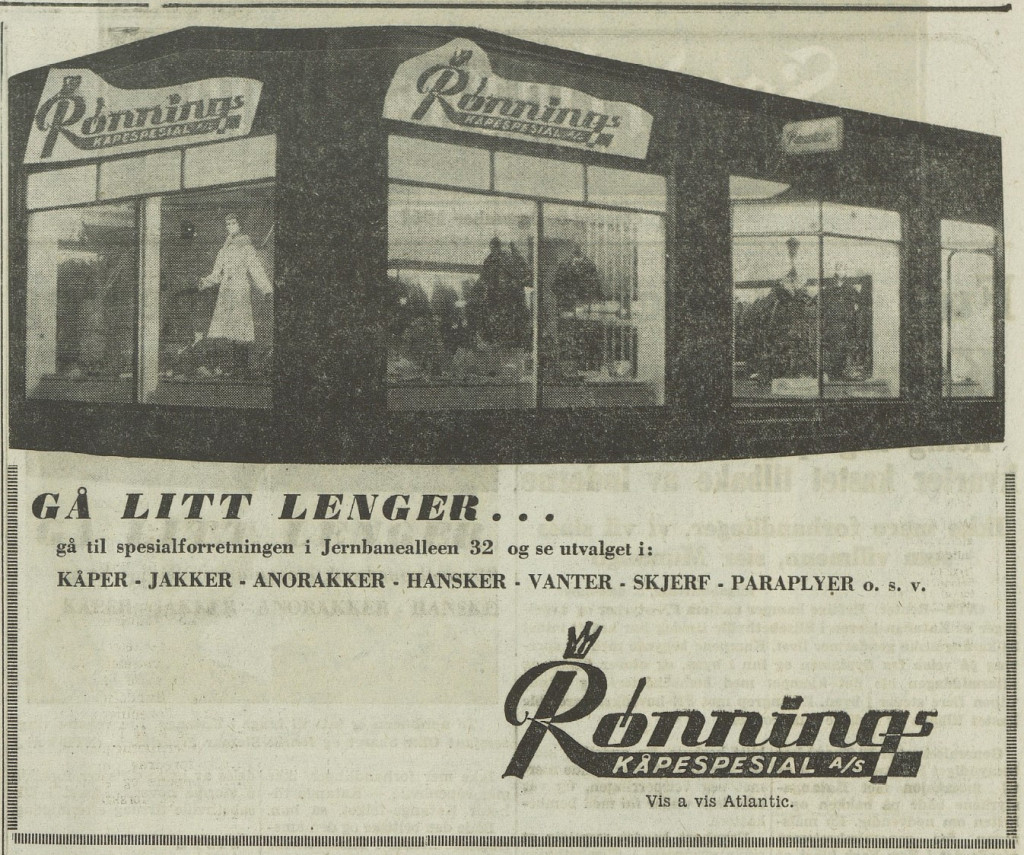 Rønnings
KÅPESPESIAL A/S
Rønnings
KÅPESPESIAL A/S
GÅ LITT LENGER...
gå til spesialforretningen i Jernbanealleen 32 og se utvalget i:
KÅPER - JAKKER - ANORAKKER - HANSKER - VANTER - SKJERF - PARAPLYER o. s. v.
Rønnings
KÅPESPESIAL A/S
Vis a vis Atlantic.